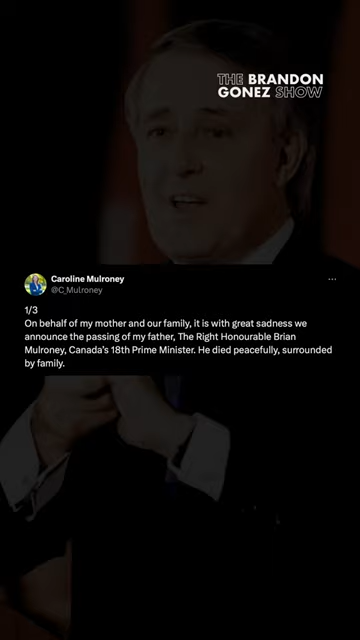 THE BRANDON
GONEZ SHOW
Caroline Mulroney
@C_Mulroney
1/3
On behalf of my mother and our family, it is with great sadness we
announce the passing of my father, The Right Honourable Brian
Mulroney, Canada's 18th Prime Minister. He died peacefully, surrounded
by family.